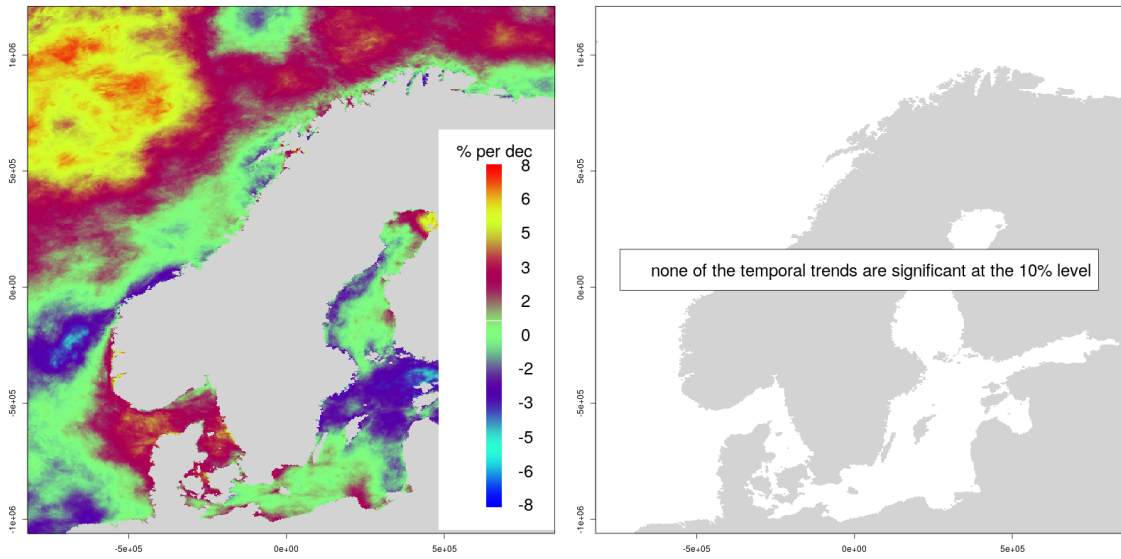 1e+06
5e+05
0e+00
-5e+05
-1e+06
-5e+05
0e+00
5e+05
% per dec
8
6
5
3
2
0
-2
-3
-5
-6
-8
1e+06
5e+05
0e+00
-5e+05
-1e+06
-5e+05
0e+00
5e+05
none of the temporal trends are significant at the 10% level